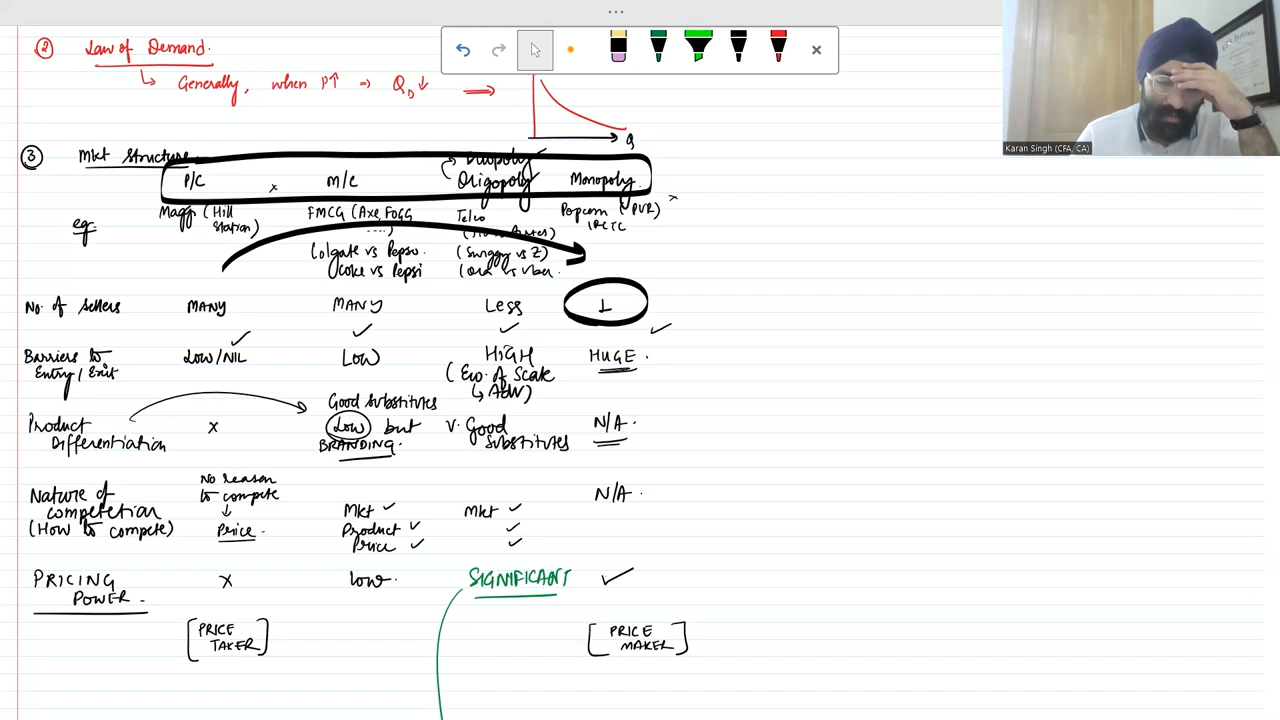 ② Law of Demand.
↳ Generally, when P↑ → Q_D ↓ ⟹
Q
③ Mkt Structure.
Duopoly
P/C x M/C Oligopoly Monopoly.
eg. Maggi (Hill Station) FMCG (Axe, FOGG ....) Telco Popcorn (PVR) x
IRCTC
Colgate vs Pepso. (Swiggy vs Z)
Coke vs Pepsi (Ola vs Uber.
No. of sellers MANY MANY Less 1
Barriers to Entry / Exit Low/NIL Low HIGH HUGE.
(Eco. of Scale
↳ Adv)
Good Substitutes
Product Differentiation x Low but V. Good Substitutes N/A.
BRANDING.
No reason to compete
↓
Nature of competetion N/A.
(How to compete) Price. Mkt ✓ Mkt ✓
Product ✓ ✓
Price ✓ ✓
PRICING POWER. x Low. SIGNIFICANT ✓
[PRICE TAKER] [PRICE MAKER]
Karan Singh (CFA, CA)